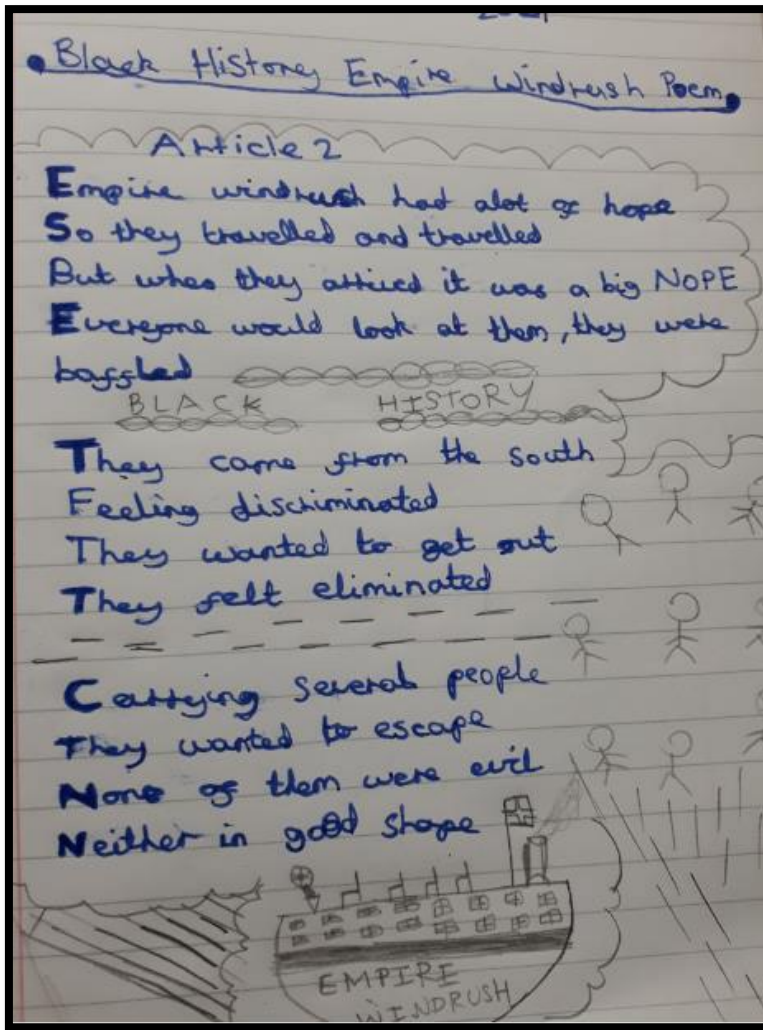 Black History Empire Windrush Poem
Article 2
Empire windrush had alot of hope
So they travelled and travelled
But when they arrived it was a big NOPE
Everyone would look at them, they were
baffled
BLACK HISTORY
They came from the south
Feeling discriminated
They wanted to get out
They felt eliminated
Carrying several people
They wanted to escape
None of them were evil
Neither in good shape
EMPIRE
WINDRUSH